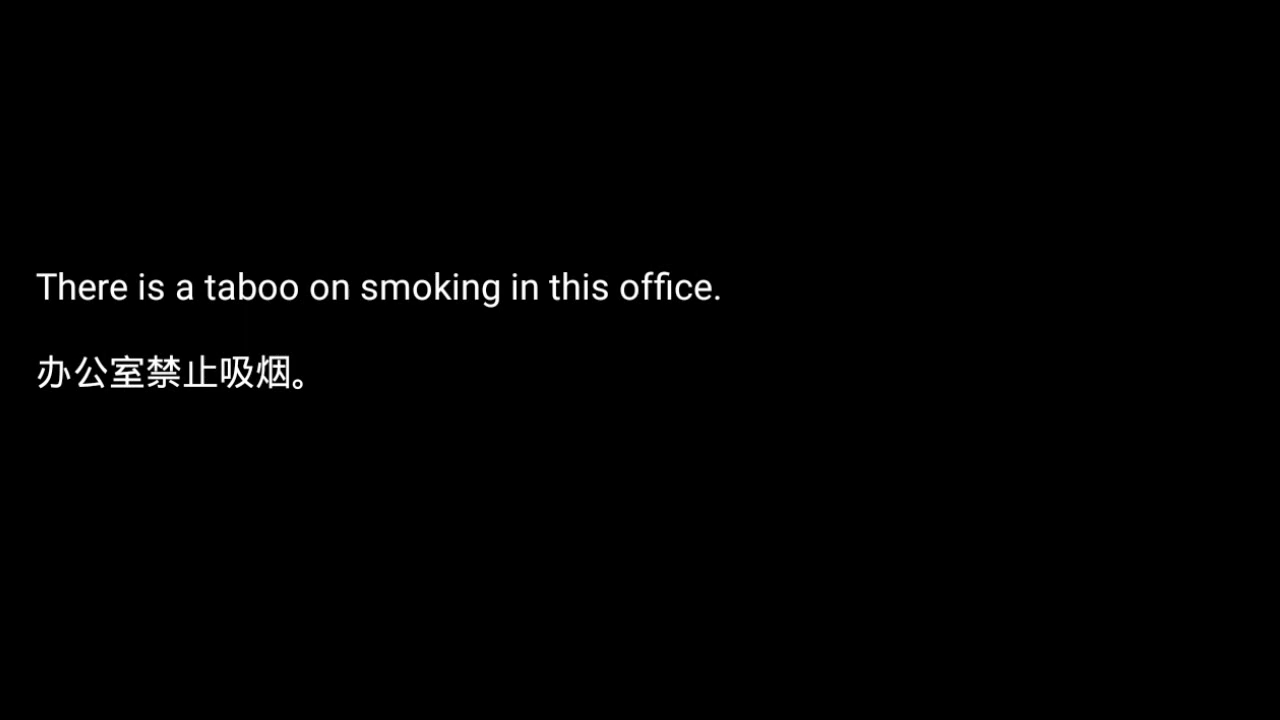 There is a taboo on smoking in this office.
办公室禁止吸烟。